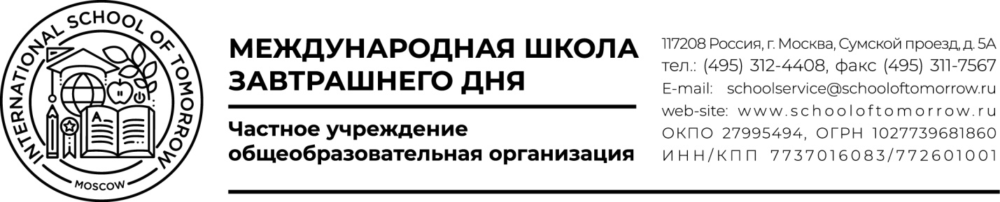 INTERNATIONAL SCHOOL OF TOMORROW
MOSCOW
A
МЕЖДУНАРОДНАЯ ШКОЛА
ЗАВТРАШНЕГО ДНЯ
Частное учреждение
общеобразовательная организация
117208 Россия, г. Москва, Сумской проезд, д. 5А
тел.: (495) 312-4408, факс (495) 311-7567
E-mail: schoolservice@schooloftomorrow.ru
web-site: www.schooloftomorrow.ru
ОКПО 27995494, ОГРН 1027739681860
ИНН/КПП 7737016083/772601001